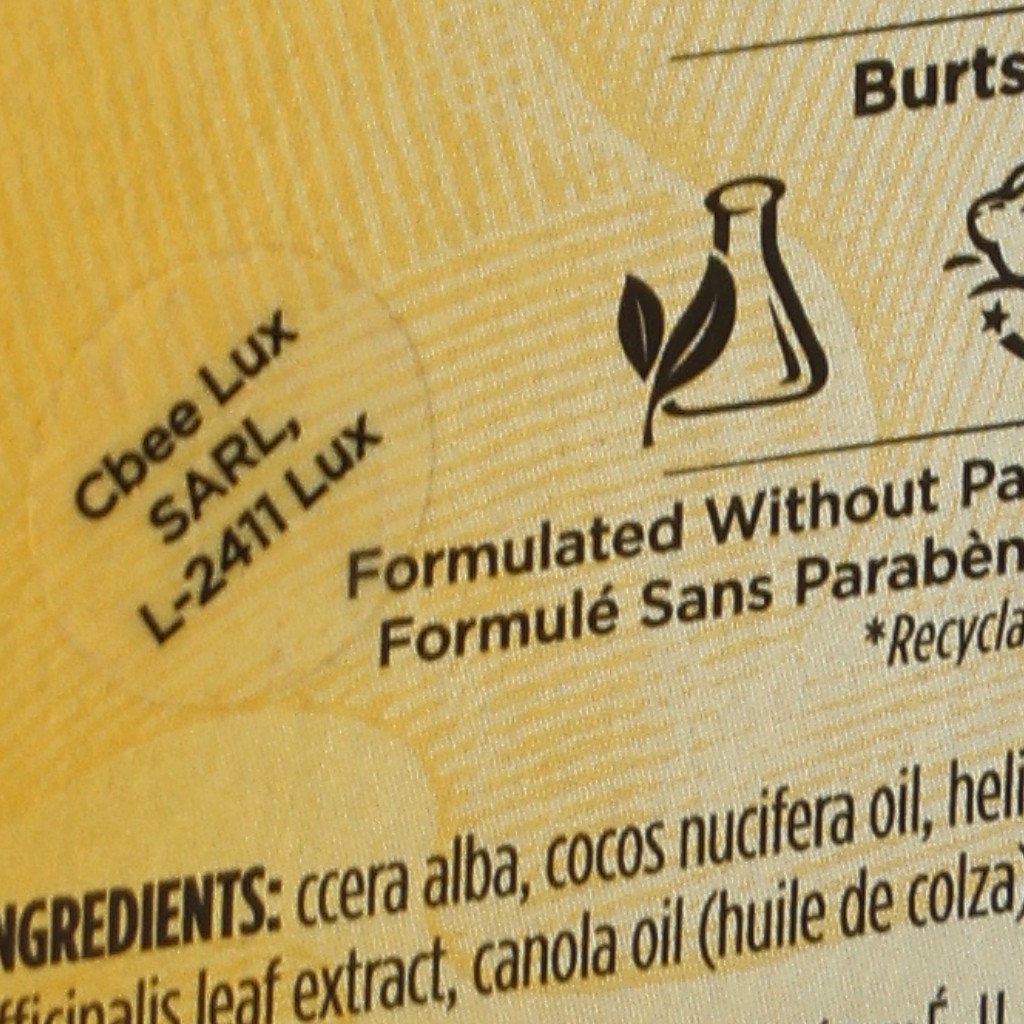 Burts
Cbee Lux
SARL,
L-2411 Lux
Formulated Without Pa
Formulé Sans Parabèn
*Recycla
NGREDIENTS: ccera alba, cocos nucifera oil, heli
fficinalis leaf extract, canola oil (huile de colza)